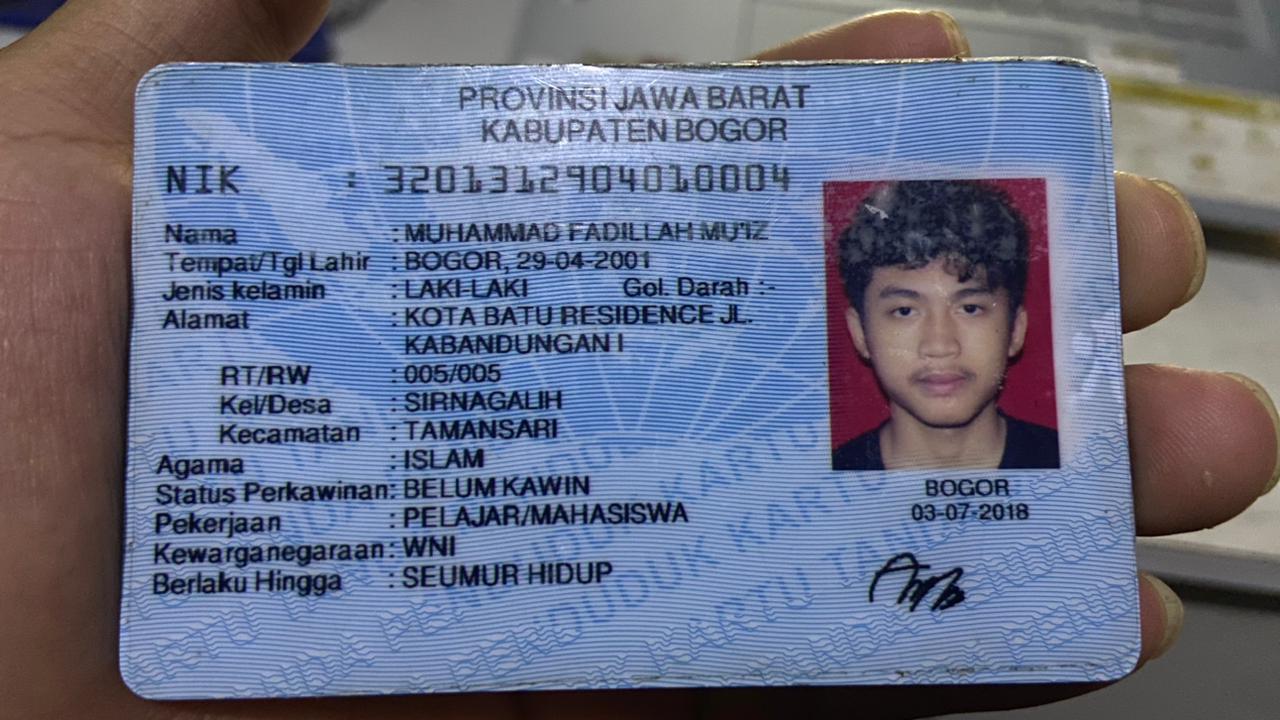 PROVINSI JAWA BARAT
KABUPATEN BOGOR
NIK : 3201312904010004
Nama : MUHAMMAD FADILLAH MU'IZ
Tempat/Tgl Lahir : BOGOR, 29-04-2001
Jenis kelamin : LAKI-LAKI Gol. Darah :-
Alamat : KOTA BATU RESIDENCE JL.
KABANDUNGAN I
RT/RW : 005/005
Kel/Desa : SIRNAGALIH
Kecamatan : TAMANSARI
Agama : ISLAM
Status Perkawinan: BELUM KAWIN
Pekerjaan : PELAJAR/MAHASISWA
Kewarganegaraan: WNI
Berlaku Hingga : SEUMUR HIDUP
BOGOR
03-07-2018